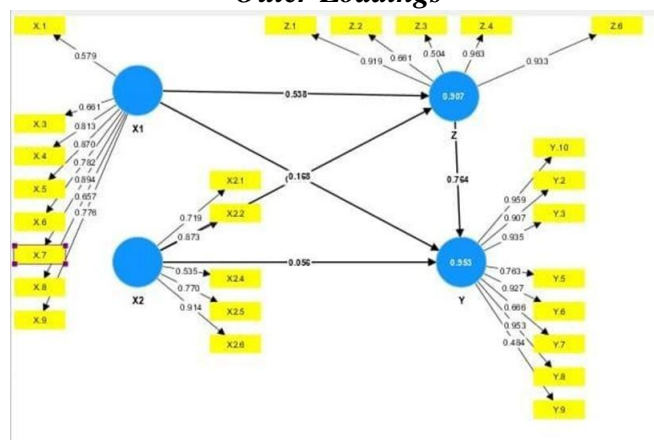 Outer Loadings
X.1
Z.1
Z.2
Z.3
Z.4
Z.6
0.579
0.919
0.661
0.504
0.963
0.933
X1
0.538
0.907
Z
X.3
X.4
X.5
X.6
X.7
X.8
X.9
0.661
0.813
0.870
0.782
0.894
0.657
0.776
0.168
0.764
X2.1
X2.2
0.719
0.873
X2
0.056
0.953
Y
0.535
0.770
0.914
X2.4
X2.5
X2.6
Y.10
Y.2
Y.3
Y.5
Y.6
Y.7
Y.8
Y.9
0.959
0.907
0.935
0.763
0.927
0.666
0.953
0.484